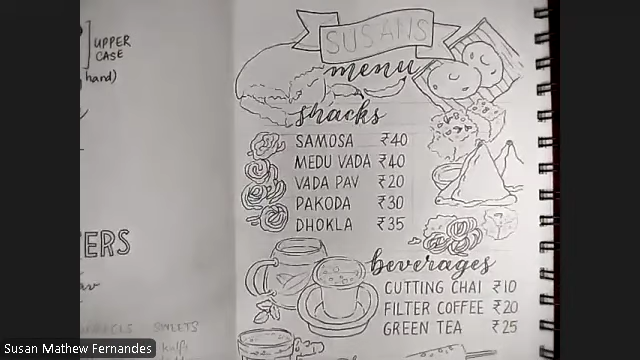 UPPER
CASE
hand)
SUSANS
menu
snacks
SAMOSA ₹40
MEDU VADA ₹40
VADA PAV ₹20
PAKODA ₹30
DHOKLA ₹35
beverages
CUTTING CHAI ₹10
FILTER COFFEE ₹20
GREEN TEA ₹25
SWEETS
Susan Mathew Fernandes